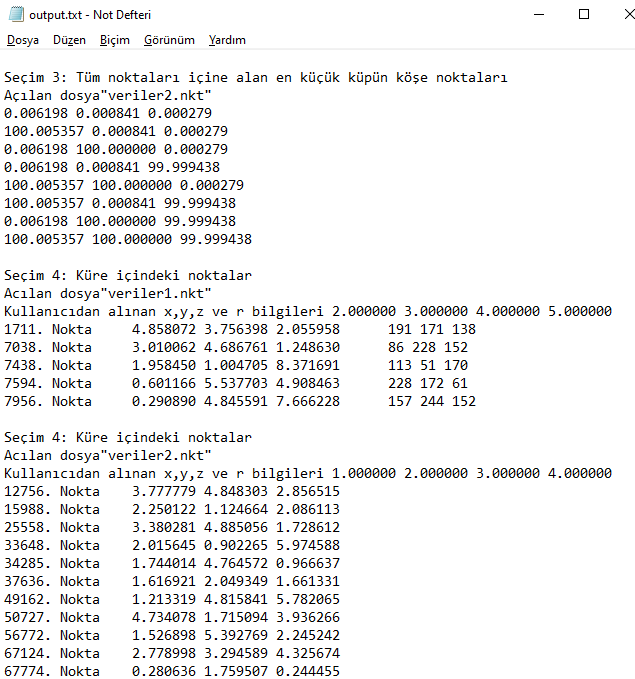 output.txt - Not Defteri
Dosya Düzen Biçim Görünüm Yardım
Seçim 3: Tüm noktaları içine alan en küçük küpün köşe noktaları
Açılan dosya"veriler2.nkt"
0.006198 0.000841 0.000279
100.005357 0.000841 0.000279
0.006198 100.000000 0.000279
0.006198 0.000841 99.999438
100.005357 100.000000 0.000279
100.005357 0.000841 99.999438
0.006198 100.000000 99.999438
100.005357 100.000000 99.999438
Seçim 4: Küre içindeki noktalar
Acılan dosya"veriler1.nkt"
Kullanıcıdan alınan x,y,z ve r bilgileri 2.000000 3.000000 4.000000 5.000000
1711. Nokta 4.858072 3.756398 2.055958 191 171 138
7038. Nokta 3.010062 4.686761 1.248630 86 228 152
7438. Nokta 1.958450 1.004705 8.371691 113 51 170
7594. Nokta 0.601166 5.537703 4.908463 228 172 61
7956. Nokta 0.290890 4.845591 7.666228 157 244 152
Seçim 4: Küre içindeki noktalar
Acılan dosya"veriler2.nkt"
Kullanıcıdan alınan x,y,z ve r bilgileri 1.000000 2.000000 3.000000 4.000000
12756. Nokta 3.777779 4.848303 2.856515
15988. Nokta 2.250122 1.124664 2.086113
25558. Nokta 3.380281 4.885056 1.728612
33648. Nokta 2.015645 0.902265 5.974588
34285. Nokta 1.744014 4.764572 0.966637
37636. Nokta 1.616921 2.049349 1.661331
49162. Nokta 1.213319 4.815841 5.782065
50727. Nokta 4.734078 1.715094 3.936266
56772. Nokta 1.526898 5.392769 2.245242
67124. Nokta 2.778998 3.294589 4.325674
67774. Nokta 0.280636 1.759507 0.244455